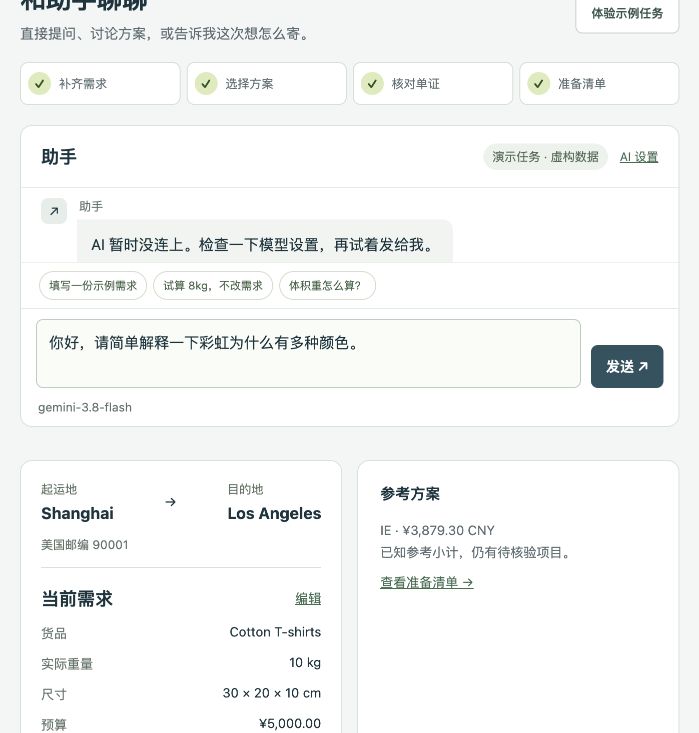 和助手聊聊
体验示例任务
直接提问、讨论方案，或告诉我这次想怎么寄。
补齐需求
选择方案
核对单证
准备清单
助手
演示任务 · 虚构数据
AI 设置
助手
AI 暂时没连上。检查一下模型设置，再试着发给我。
填写一份示例需求
试算 8kg，不改需求
体积重怎么算？
你好，请简单解释一下彩虹为什么有多种颜色。
发送 ↗
gemini-3.8-flash
起运地
Shanghai
→
目的地
Los Angeles
美国邮编 90001
当前需求
编辑
货品
Cotton T-shirts
实际重量
10 kg
尺寸
30 × 20 × 10 cm
预算
¥5,000.00
参考方案
IE · ¥3,879.30 CNY
已知参考小计，仍有待核验项目。
查看准备清单 →